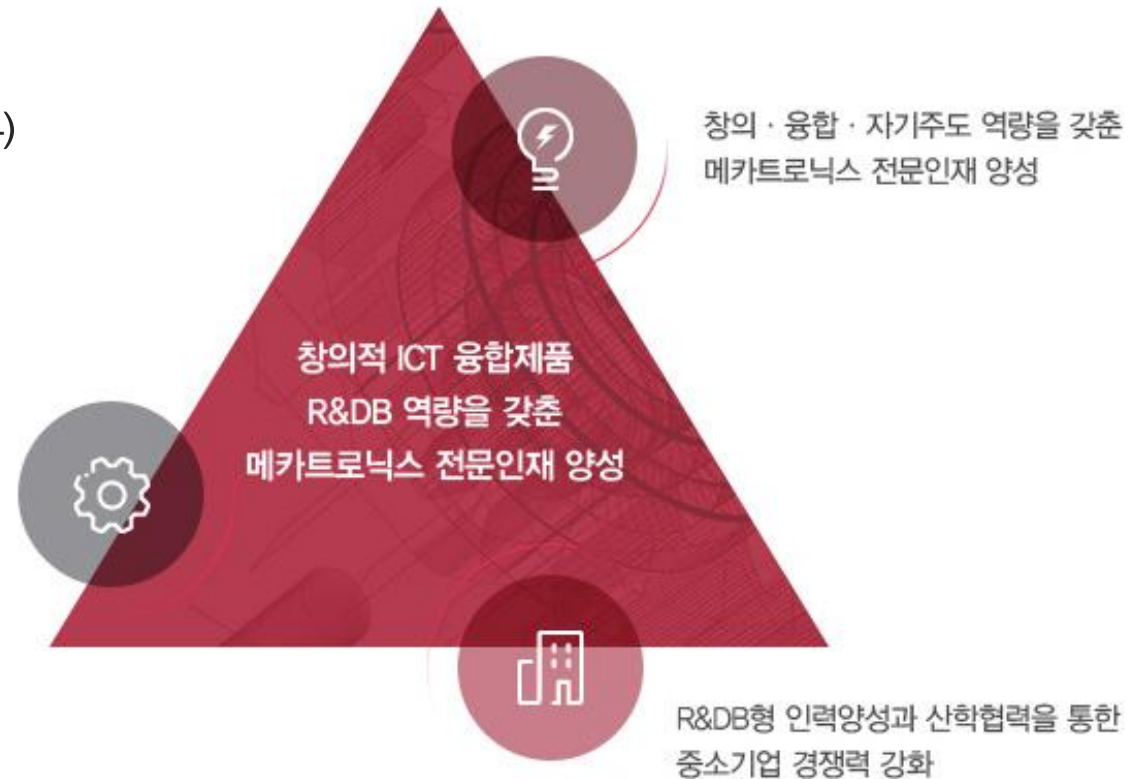 창의 · 융합 · 자기주도 역량을 갖춘
메카트로닉스 전문인재 양성
창의적 ICT 융합제품
R&DB 역량을 갖춘
메카트로닉스 전문인재 양성
R&DB형 인력양성과 산학협력을 통한
중소기업 경쟁력 강화